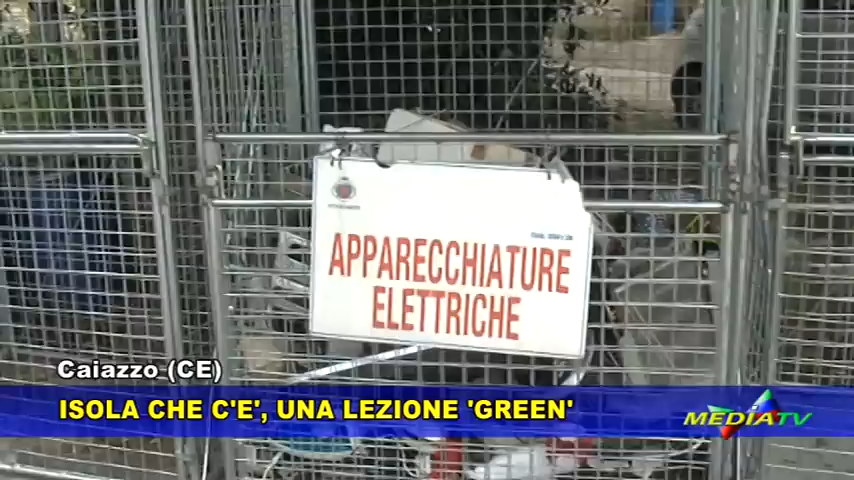 APPARECCHIATURE
ELETTRICHE
Caiazzo (CE)
ISOLA CHE C'E', UNA LEZIONE 'GREEN'
MEDIATV